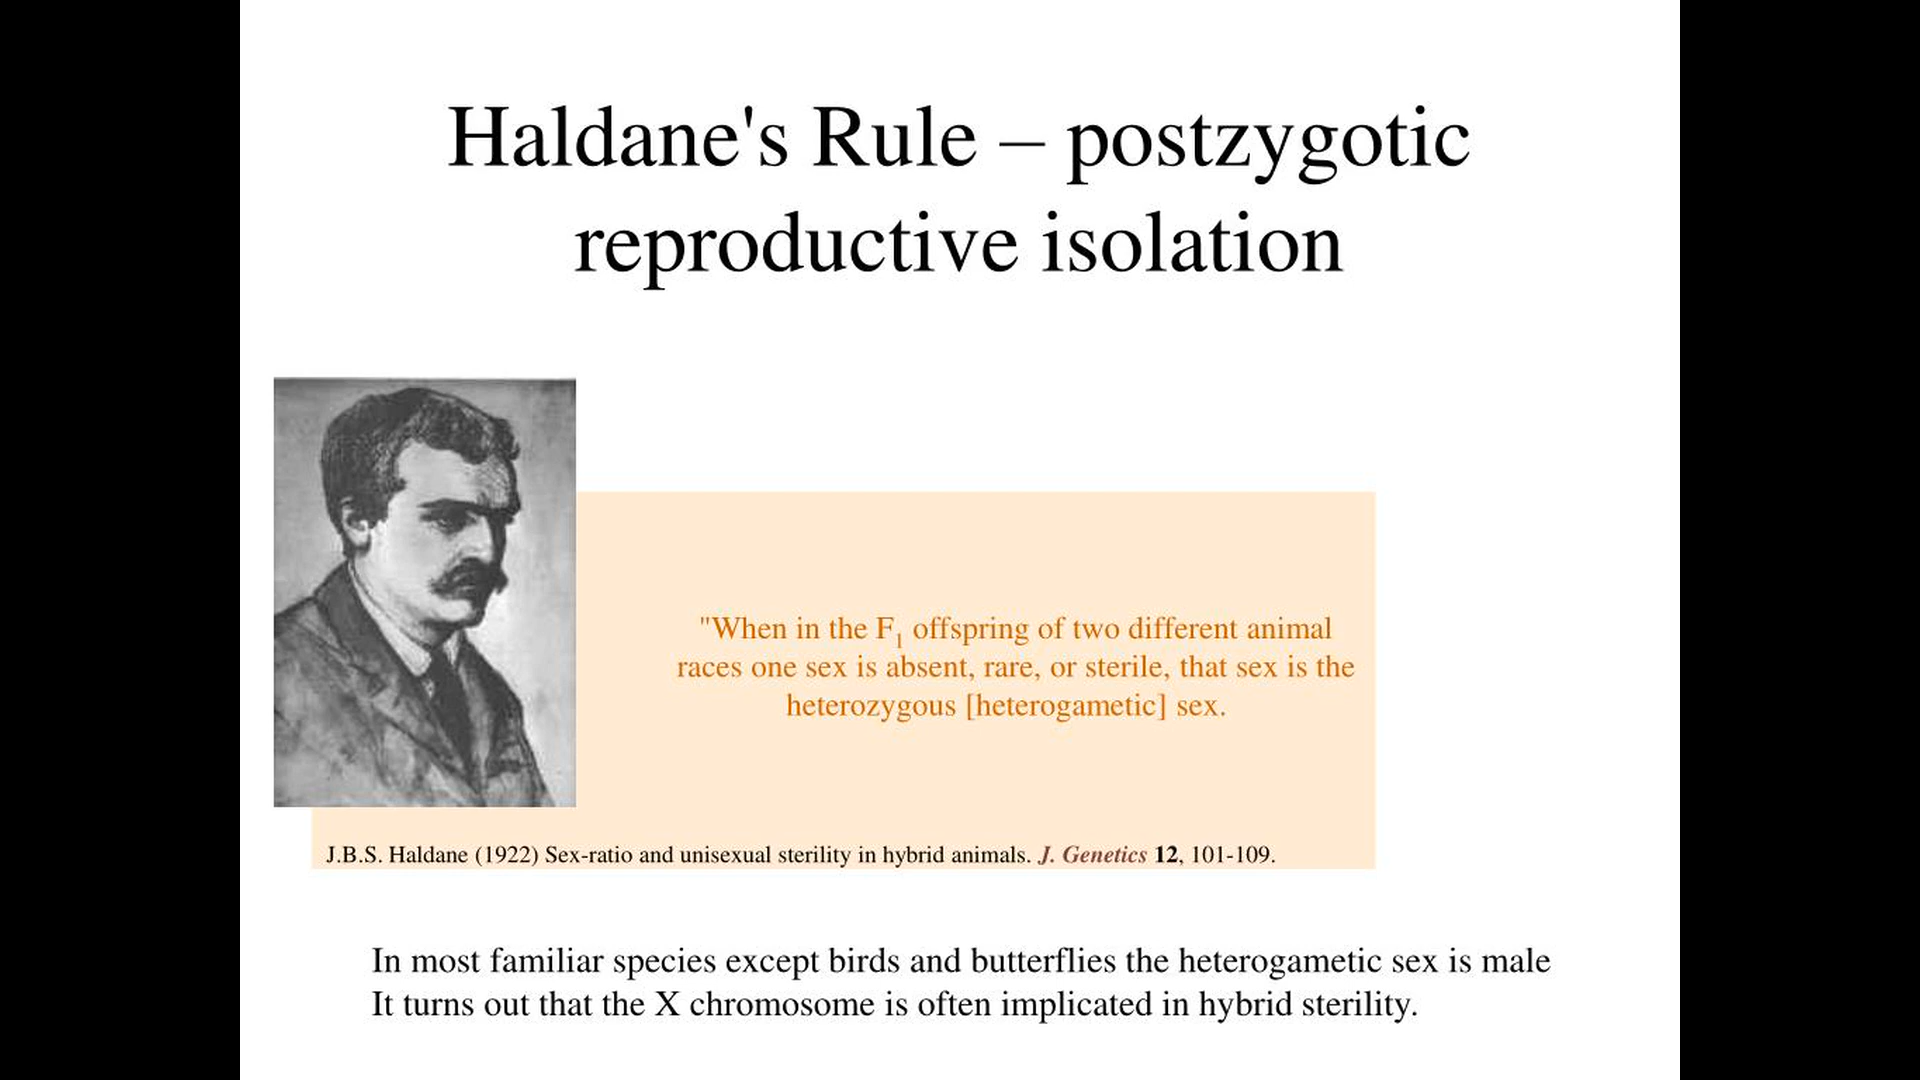 Haldane's Rule – postzygotic
reproductive isolation
"When in the F1 offspring of two different animal
races one sex is absent, rare, or sterile, that sex is the
heterozygous [heterogametic] sex.
J.B.S. Haldane (1922) Sex-ratio and unisexual sterility in hybrid animals. J. Genetics 12, 101-109.
In most familiar species except birds and butterflies the heterogametic sex is male
It turns out that the X chromosome is often implicated in hybrid sterility.